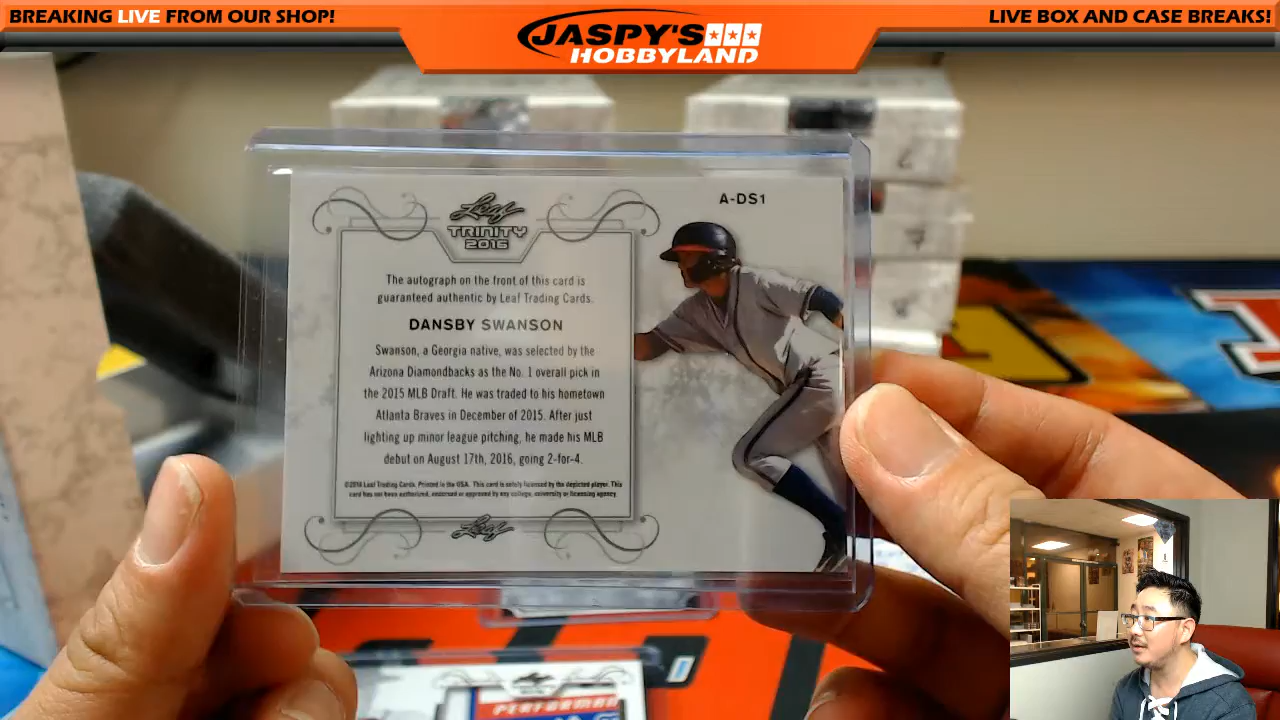 BREAKING LIVE FROM OUR SHOP!
JASPY'S
HOBBYLAND
LIVE BOX AND CASE BREAKS!
Leaf
TRINITY
2016
A-DS1
The autograph on the front of this card is
guaranteed authentic by Leaf Trading Cards.
DANSBY SWANSON
Swanson, a Georgia native, was selected by the
Arizona Diamondbacks as the No. 1 overall pick in
the 2015 MLB Draft. He was traded to his hometown
Atlanta Braves in December of 2015. After just
lighting up minor league pitching, he made his MLB
debut on August 17th, 2016, going 2-for-4.
©2016 Leaf Trading Cards. Printed in the USA. This card is solely licensed by the depicted player. This
card has not been authorized, endorsed or approved by any college, university or licensing agency.
Leaf